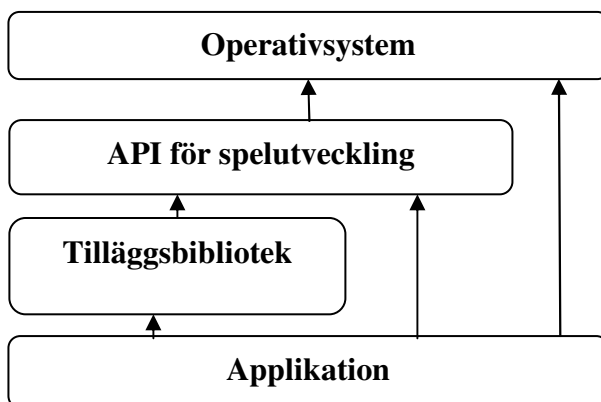 Operativsystem
API för spelutveckling
Tilläggsbibliotek
Applikation